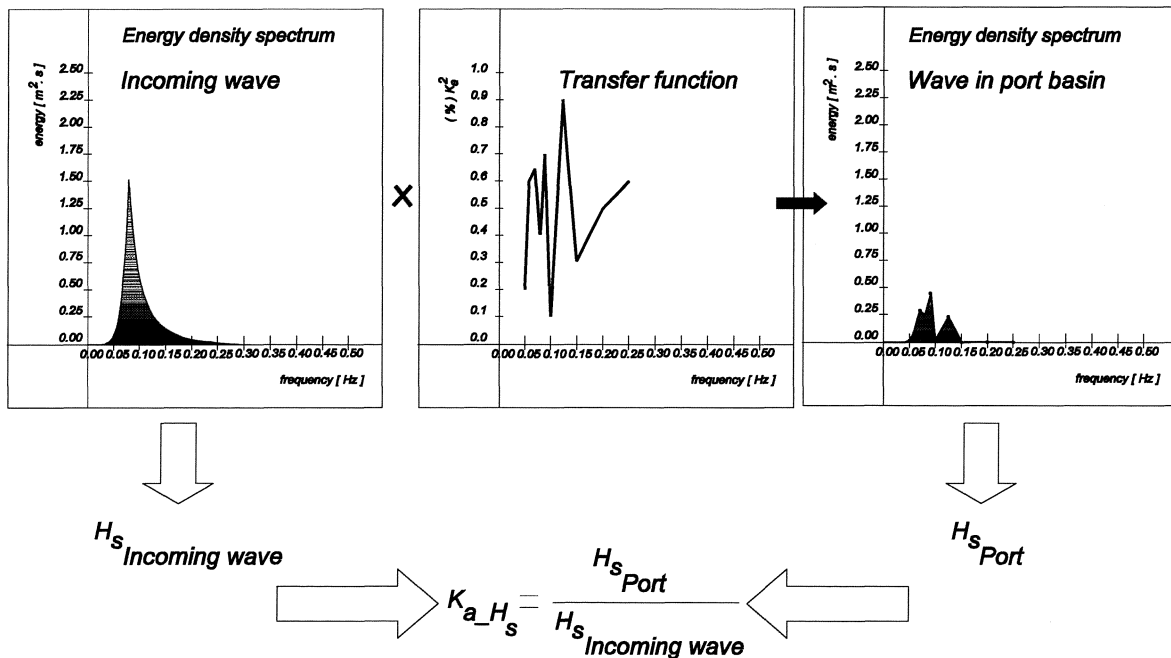 Energy density spectrum
Incoming wave
energy [ m². s ]
2.50
2.25
2.00
1.75
1.50
1.25
1.00
0.75
0.50
0.25
0.00
0.00 0.05 0.10 0.15 0.20 0.25 0.30 0.35 0.40 0.45 0.50
frequency [ Hz ]
X
Transfer function
( % ) K²a
1.0
0.9
0.8
0.7
0.6
0.5
0.4
0.3
0.2
0.1
0.0
0.00 0.05 0.10 0.15 0.20 0.25 0.30 0.35 0.40 0.45 0.50
frequency [ Hz ]
Energy density spectrum
Wave in port basin
energy [ m². s ]
2.50
2.25
2.00
1.75
1.50
1.25
1.00
0.75
0.50
0.25
0.00
0.00 0.05 0.10 0.15 0.20 0.25 0.30 0.35 0.40 0.45 0.50
frequency [ Hz ]
Hs Incoming wave
Hs Port
Ka_Hs = Hs Port
Hs Incoming wave